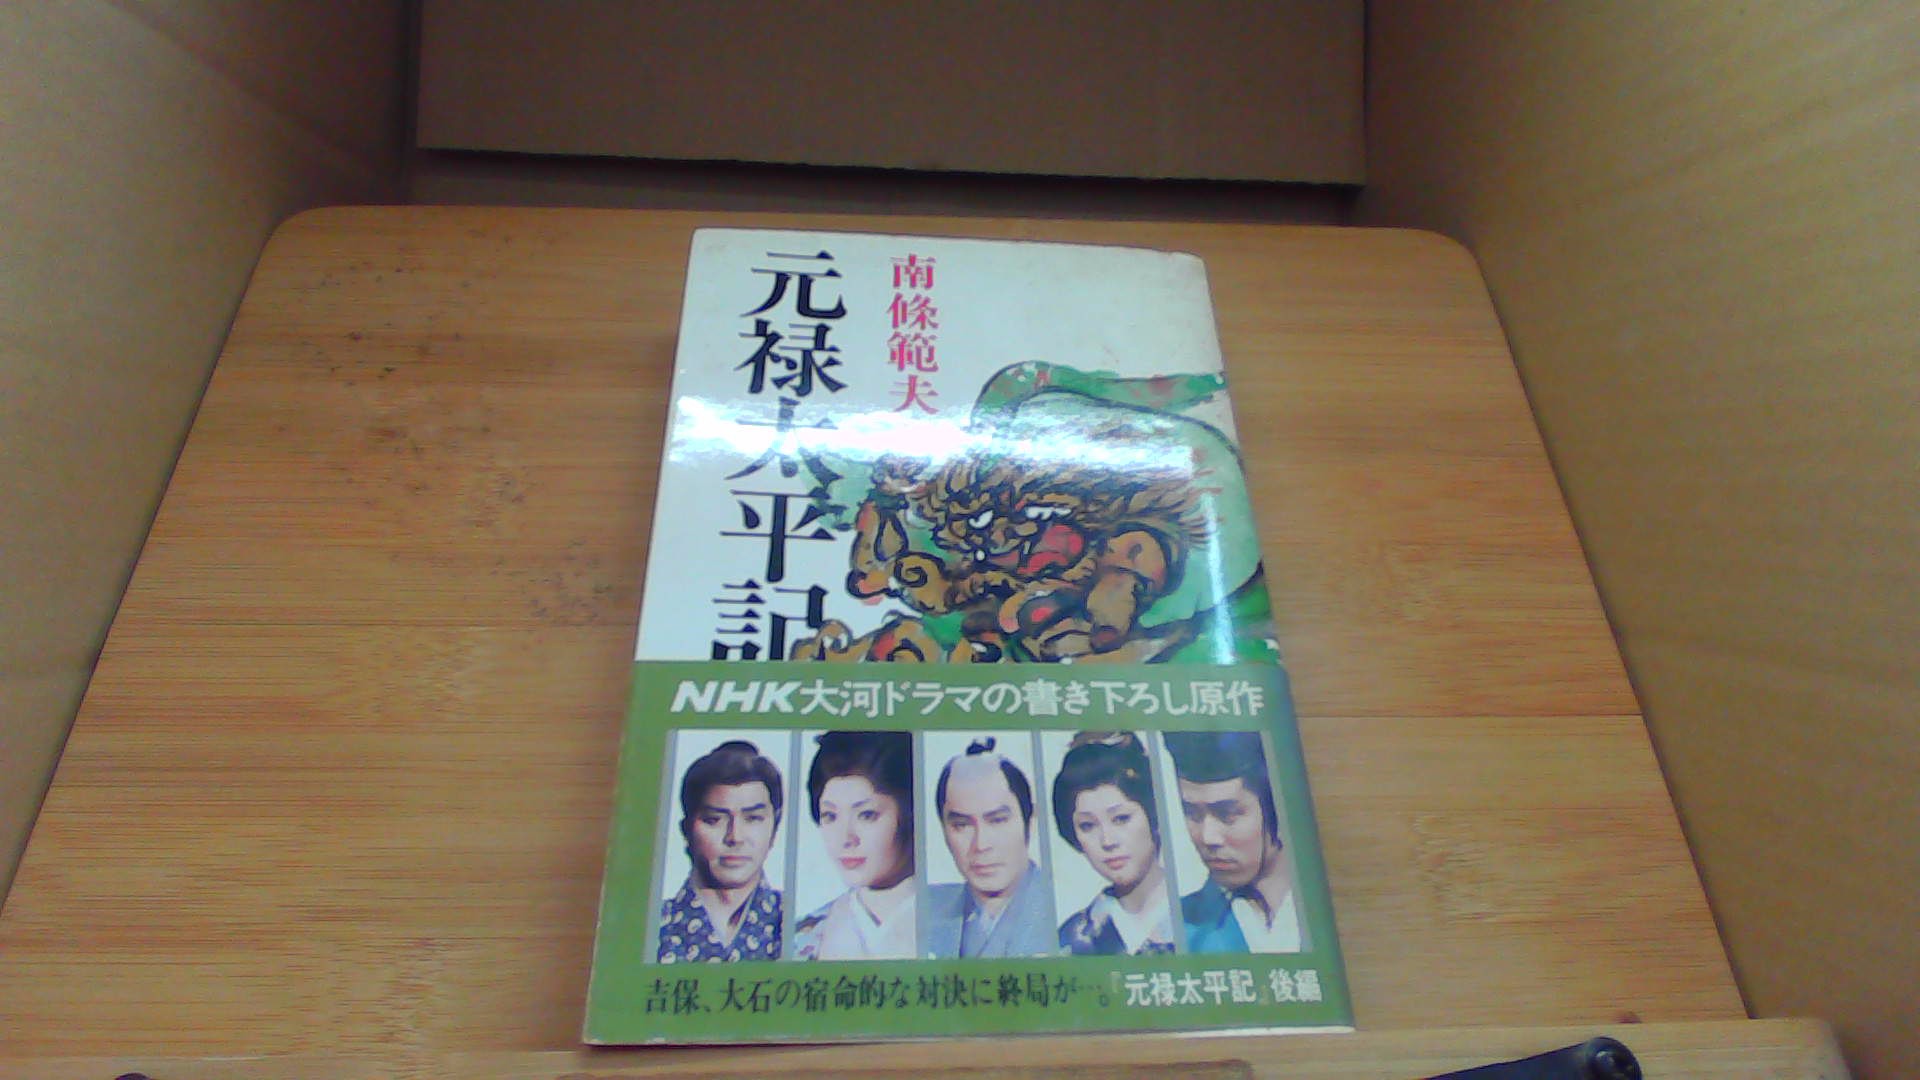 南條範夫
元禄太平記
NHK大河ドラマの書き下ろし原作
吉保、大石の宿命的な対決に終局が…。『元禄太平記』後編